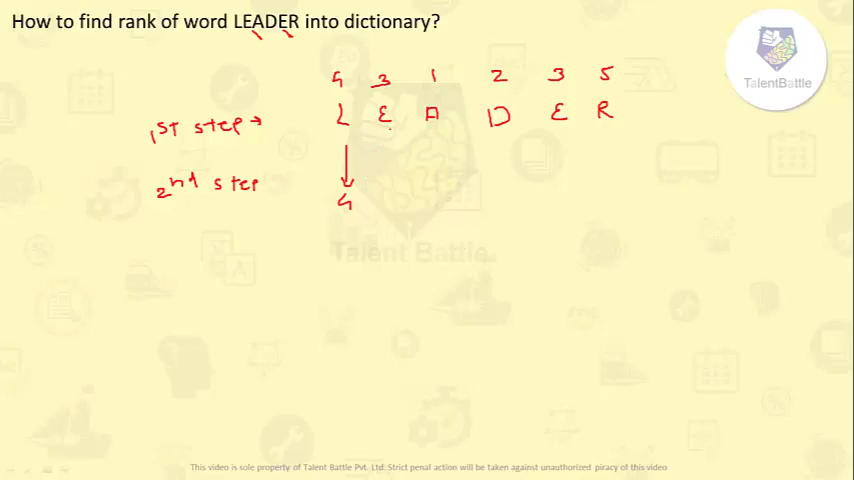 How to find rank of word LEADER into dictionary?
4 3 1 2 3 5
TalentBattle
1st step → L E A D E R
2nd step
4
Talent Battle
This video is sole property of Talent Battle Pvt. Ltd. Strict penal action will be taken against unauthorized piracy of this video